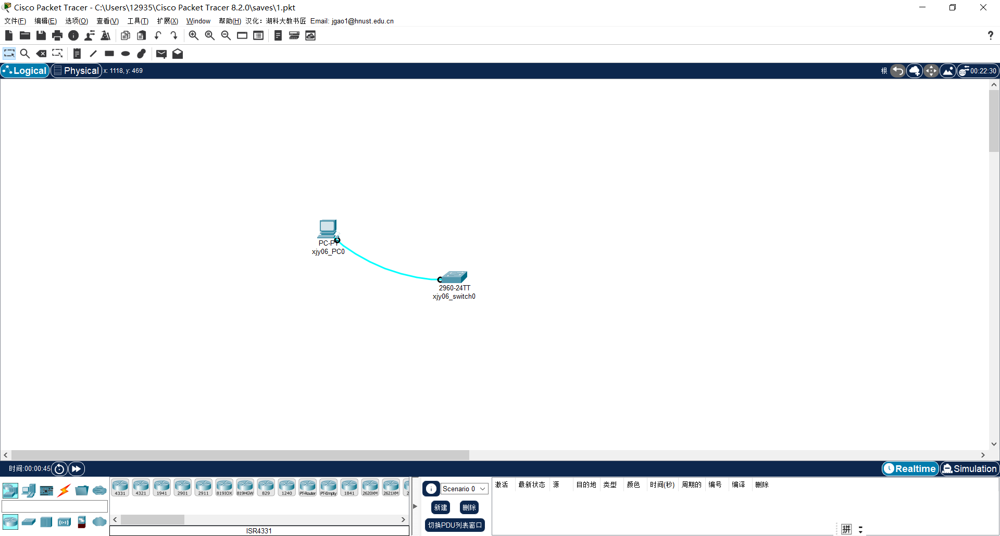 Cisco Packet Tracer - C:\Users\12935\Cisco Packet Tracer 8.2.0\saves\1.pkt
文件(F) 编辑(E) 选项(O) 查看(V) 工具(T) 扩展(X) Window 帮助(H) 汉化：湖科大教书匠 Email: jgao1@hnust.edu.cn
?
Logical Physical x: 1118, y: 469 根 00:22:30
PC-PT
xjy06_PC0
2960-24TT
xjy06_switch0
时间:00:00:45 Realtime Simulation
4331 4321 1941 2901 2911 819IOX 819HGW 829 1240 PT-Router PT-Empty 1841 2620XM 2621XM 2
Scenario 0
激活 最新状态 源 目的地 类型 颜色 时间(秒) 周期的 编号 编译 删除
新建 删除
切换PDU列表窗口
ISR4331
拼